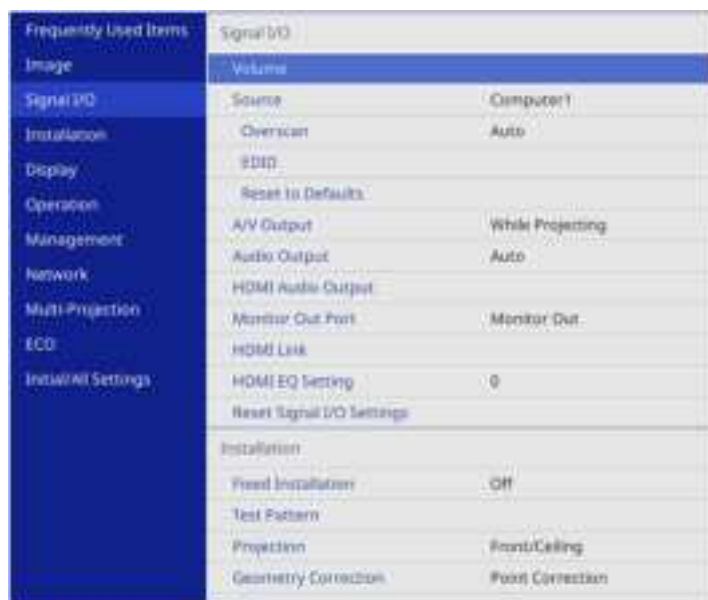 Frequently Used Items
Image
Signal I/O
Installation
Display
Operation
Management
Network
Multi-Projection
ECO
Initial/All Settings
Signal I/O
Volume
Source Computer1
Overscan Auto
EDID
Reset to Defaults
A/V Output While Projecting
Audio Output Auto
HDMI Audio Output
Monitor Out Port Monitor Out
HDMI Link
HDMI EQ Setting 0
Reset Signal I/O Settings
Installation
Fixed Installation Off
Test Pattern
Projection Front/Ceiling
Geometry Correction Point Correction